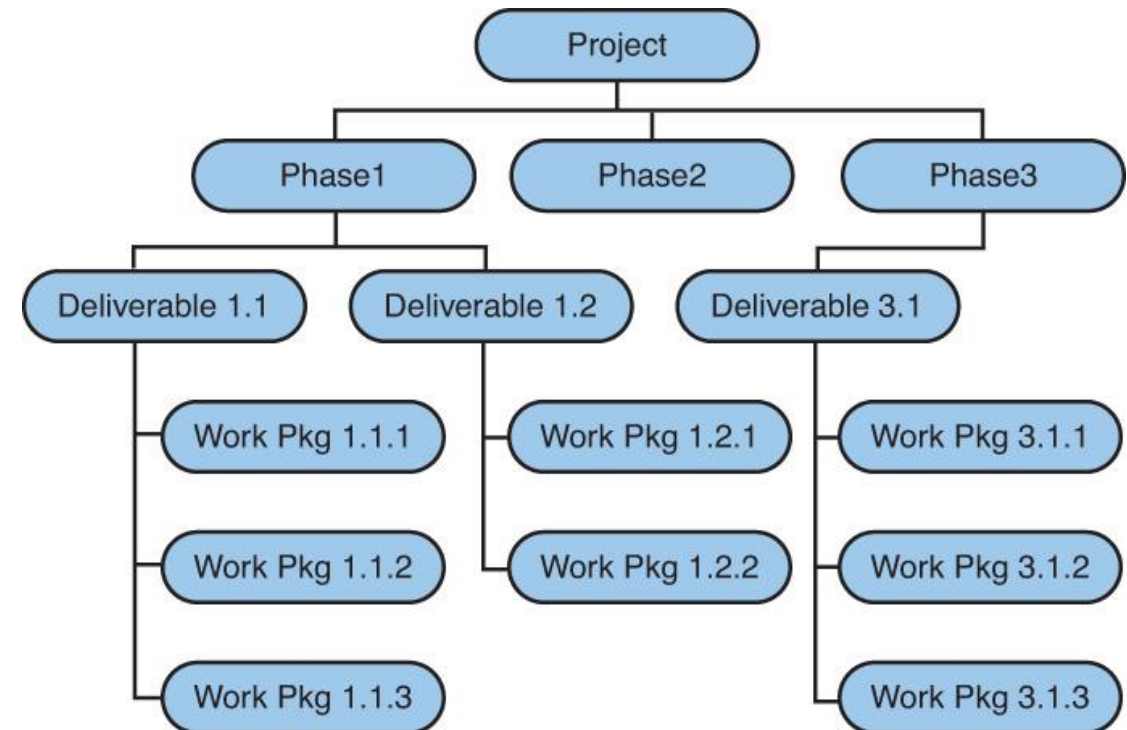 Project
Phase1
Phase2
Phase3
Deliverable 1.1
Deliverable 1.2
Deliverable 3.1
Work Pkg 1.1.1
Work Pkg 1.2.1
Work Pkg 3.1.1
Work Pkg 1.1.2
Work Pkg 1.2.2
Work Pkg 3.1.2
Work Pkg 1.1.3
Work Pkg 3.1.3